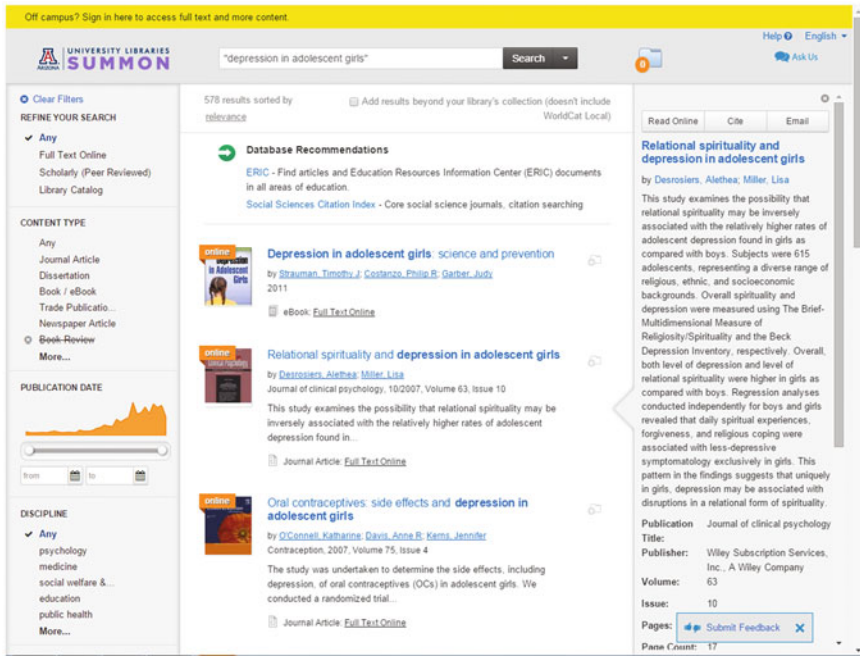 Off campus? Sign in here to access full text and more content.
Help English
UNIVERSITY LIBRARIES
ARIZONA SUMMON
"depression in adolescent girls"
Search
0
Ask Us
Clear Filters
REFINE YOUR SEARCH
Any
Full Text Online
Scholarly (Peer Reviewed)
Library Catalog
CONTENT TYPE
Any
Journal Article
Dissertation
Book / eBook
Trade Publicatio...
Newspaper Article
Book Review
More...
PUBLICATION DATE
from to
DISCIPLINE
Any
psychology
medicine
social welfare &...
education
public health
More...
578 results sorted by
relevance
Add results beyond your library's collection (doesn't include
WorldCat Local)
Database Recommendations
ERIC - Find articles and Education Resources Information Center (ERIC) documents
in all areas of education.
Social Sciences Citation Index - Core social science journals, citation searching
online
Depression
in Adolescent
Girls
Depression in adolescent girls: science and prevention
by Strauman, Timothy J; Costanzo, Philip R; Garber, Judy
2011
eBook: Full Text Online
online
Relational spirituality and depression in adolescent girls
by Desrosiers, Alethea; Miller, Lisa
Journal of clinical psychology, 10/2007, Volume 63, Issue 10
This study examines the possibility that relational spirituality may be
inversely associated with the relatively higher rates of adolescent
depression found in...
Journal Article: Full Text Online
online
Oral contraceptives: side effects and depression in
adolescent girls
by O'Connell, Katharine; Davis, Anne R; Kerns, Jennifer
Contraception, 2007, Volume 75, Issue 4
The study was undertaken to determine the side effects, including
depression, of oral contraceptives (OCs) in adolescent girls. We
conducted a randomized trial...
Journal Article: Full Text Online
Read Online Cite Email
Relational spirituality and
depression in adolescent girls
by Desrosiers, Alethea; Miller, Lisa
This study examines the possibility that
relational spirituality may be inversely
associated with the relatively higher rates of
adolescent depression found in girls as
compared with boys. Subjects were 615
adolescents, representing a diverse range of
religious, ethnic, and socioeconomic
backgrounds. Overall spirituality and
depression were measured using The Brief-
Multidimensional Measure of
Religiosity/Spirituality and the Beck
Depression Inventory, respectively. Overall,
both level of depression and level of
relational spirituality were higher in girls as
compared with boys. Regression analyses
conducted independently for boys and girls
revealed that daily spiritual experiences,
forgiveness, and religious coping were
associated with less-depressive
symptomatology exclusively in girls. This
pattern in the findings suggests that uniquely
in girls, depression may be associated with
disruptions in a relational form of spirituality.
Publication Journal of clinical psychology
Title:
Publisher: Wiley Subscription Services,
Inc., A Wiley Company
Volume: 63
Issue: 10
Pages:
Submit Feedback
Page Count: 17